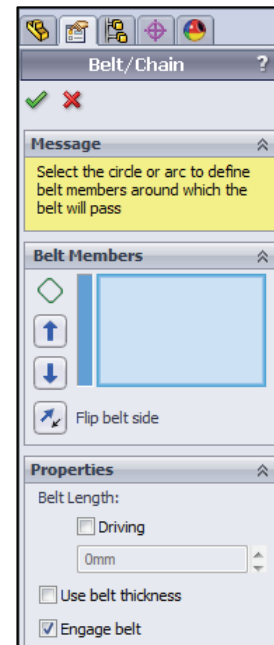 Belt/Chain ?
Message
Select the circle or arc to define
belt members around which the
belt will pass
Belt Members
Flip belt side
Properties
Belt Length:
Driving
0mm
Use belt thickness
Engage belt